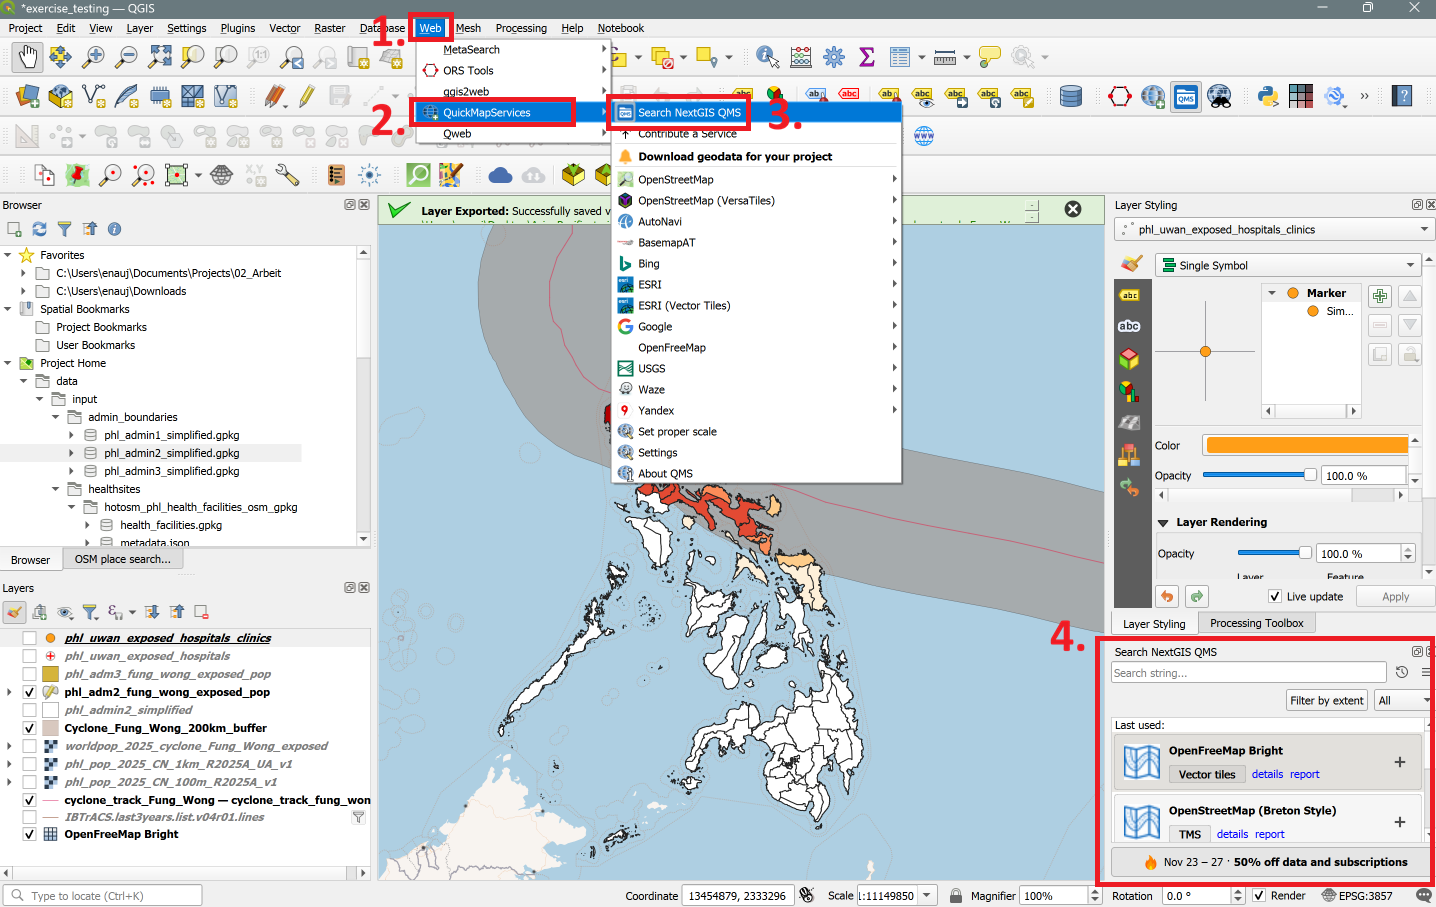 *exercise_testing — QGIS
Project Edit View Layer Settings Plugins Vector Raster Database Web Mesh Processing Help Notebook
1.
MetaSearch
ORS Tools
qgis2web
QuickMapServices
Qweb
2.
Search NextGIS QMS
3.
Contribute a Service
Download geodata for your project
OpenStreetMap
OpenStreetMap (VersaTiles)
AutoNavi
BasemapAT
Bing
ESRI
ESRI (Vector Tiles)
Google
OpenFreeMap
USGS
Waze
Yandex
Set proper scale
Settings
About QMS
Browser
Favorites
C:\Users\enauj\Documents\Projects\02_Arbeit
C:\Users\enauj\Downloads
Spatial Bookmarks
Project Bookmarks
User Bookmarks
Project Home
data
input
admin_boundaries
phl_admin1_simplified.gpkg
phl_admin2_simplified.gpkg
phl_admin3_simplified.gpkg
healthsites
hotosm_phl_health_facilities_osm_gpkg
health_facilities.gpkg
metadata.json
Browser OSM place search...
Layers
phl_uwan_exposed_hospitals_clinics
phl_uwan_exposed_hospitals
phl_adm3_fung_wong_exposed_pop
phl_adm2_fung_wong_exposed_pop
phl_admin2_simplified
Cyclone_Fung_Wong_200km_buffer
worldpop_2025_cyclone_Fung_Wong_exposed
phl_pop_2025_CN_1km_R2025A_UA_v1
phl_pop_2025_CN_100m_R2025A_v1
cyclone_track_Fung_Wong — cyclone_track_fung_won
IBTrACS.last3years.list.v04r01.lines
OpenFreeMap Bright
Layer Exported: Successfully saved v
Layer Styling
phl_uwan_exposed_hospitals_clinics
Single Symbol
Marker
Sim...
Color
Opacity 100.0 %
Layer Rendering
Opacity 100.0 %
Layer Feature
Live update Apply
Layer Styling Processing Toolbox
4.
Search NextGIS QMS
Search string...
Filter by extent All
Last used:
OpenFreeMap Bright
Vector tiles details report
OpenStreetMap (Breton Style)
TMS details report
Nov 23 – 27 · 50% off data and subscriptions
Type to locate (Ctrl+K)
Coordinate 13454879, 2333296 Scale 1:11149850 Magnifier 100% Rotation 0.0 ° Render EPSG:3857